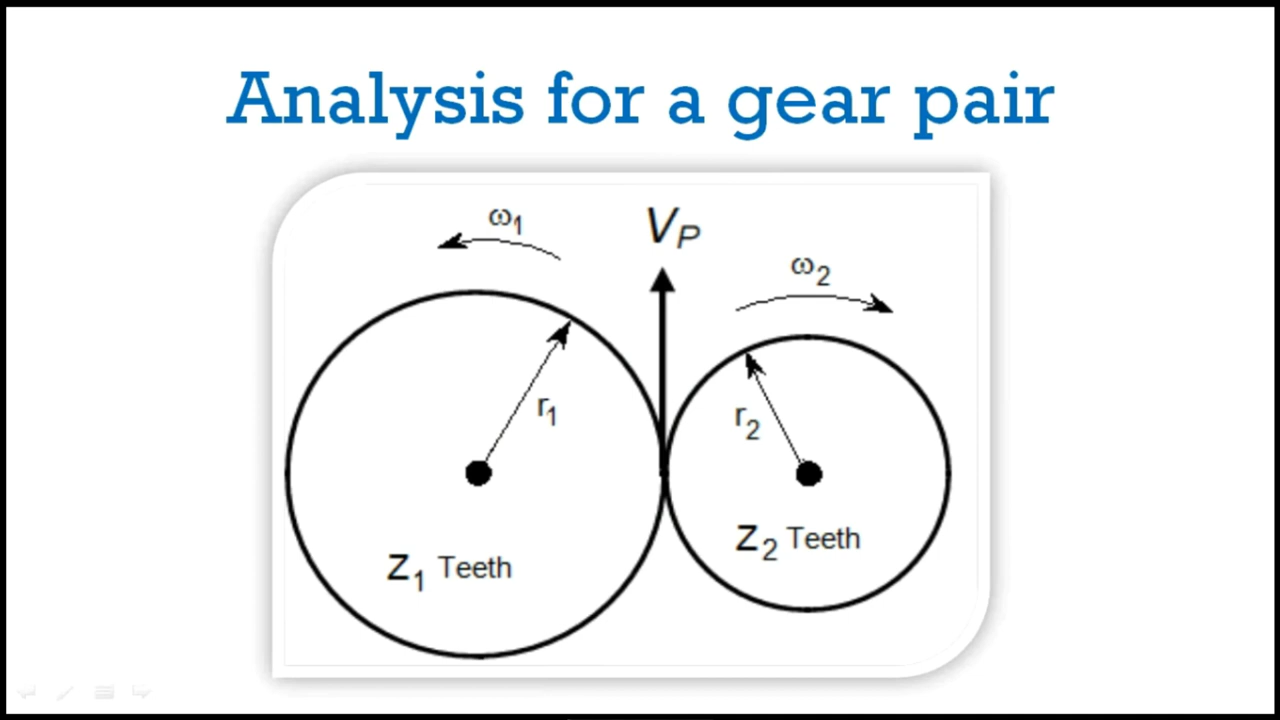 Analysis for a gear pair
ω1
VP
ω2
r1
r2
Z1 Teeth
Z2 Teeth